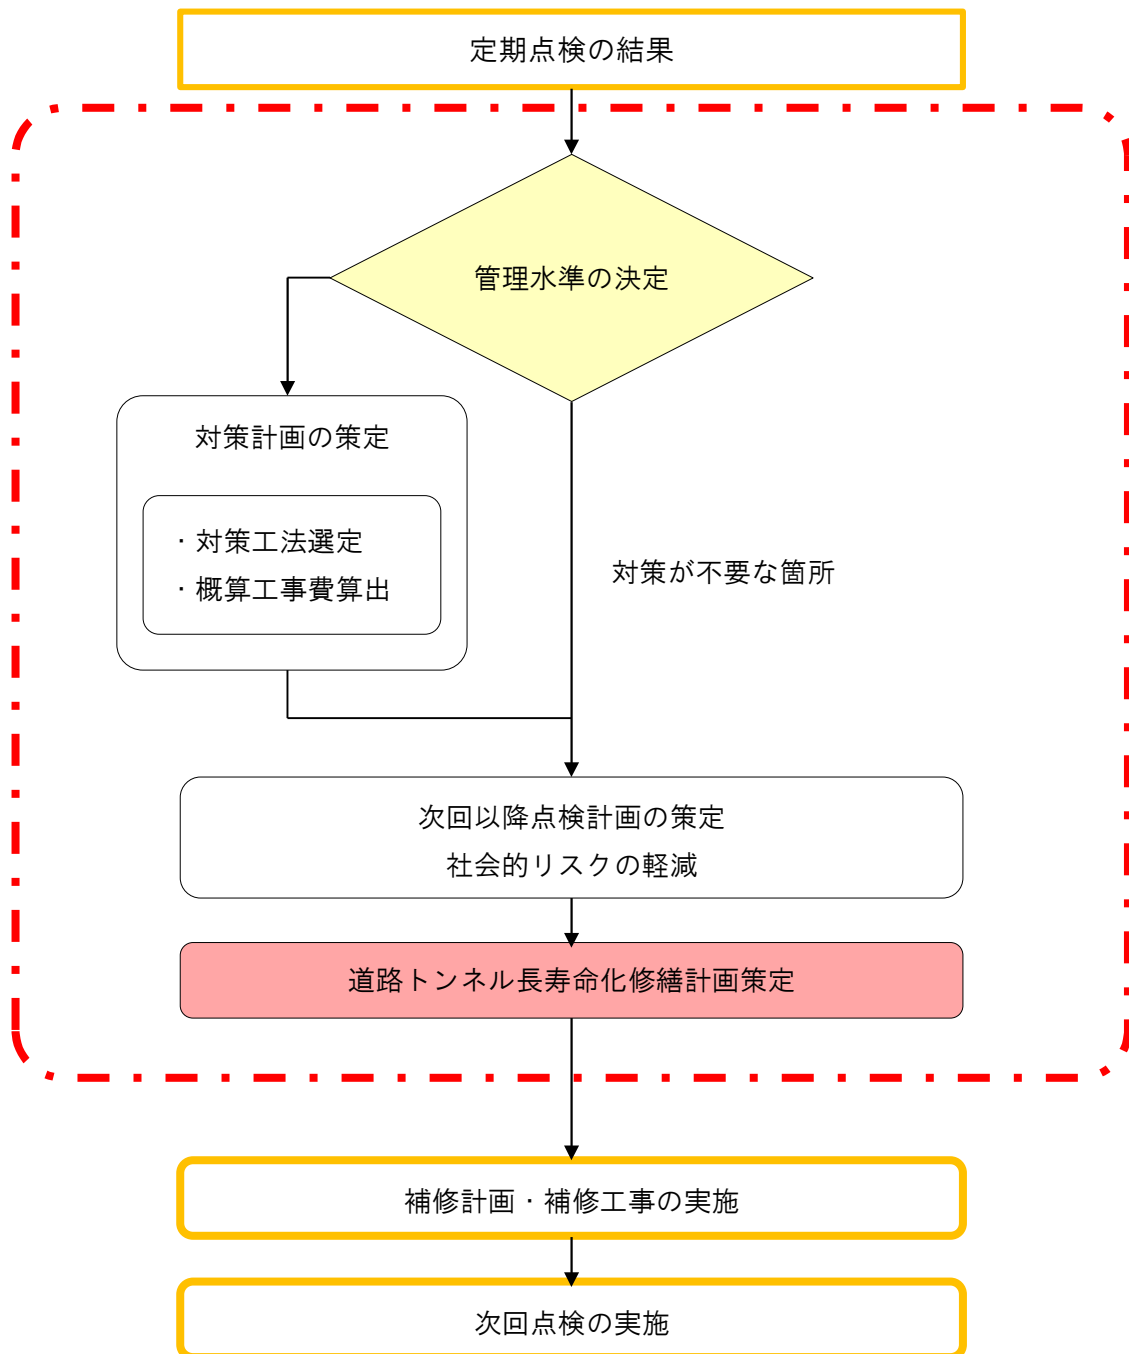 定期点検の結果
管理水準の決定
対策計画の策定
・対策工法選定
・概算工事費算出
対策が不要な箇所
次回以降点検計画の策定
社会的リスクの軽減
道路トンネル長寿命化修繕計画策定
補修計画・補修工事の実施
次回点検の実施